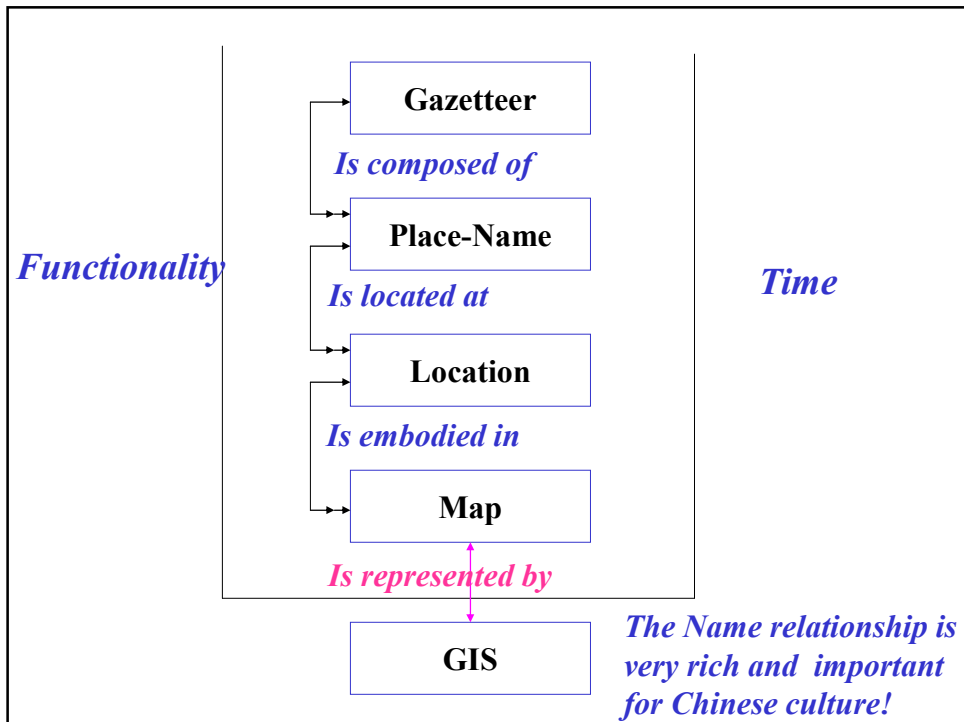 Gazetteer
Is composed of
Place-Name
Functionality
Is located at
Time
Location
Is embodied in
Map
Is represented by
GIS
The Name relationship is
very rich and important
for Chinese culture!